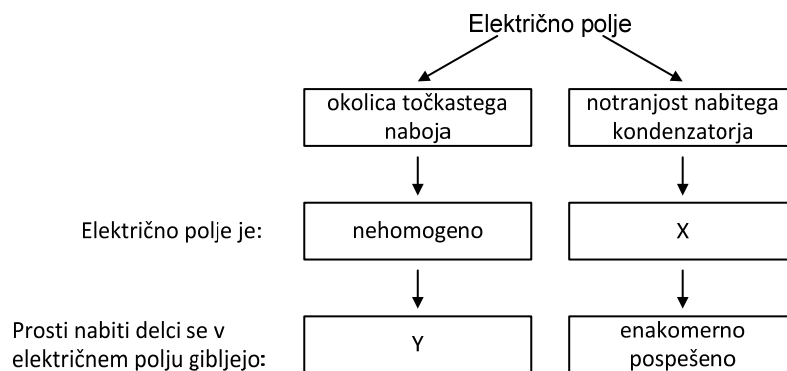 Električno polje
okolica točkastega
naboja
notranjost nabitega
kondenzatorja
Električno polje je:
nehomogeno
X
Prosti nabiti delci se v
električnem polju gibljejo:
Y
enakomerno
pospešeno